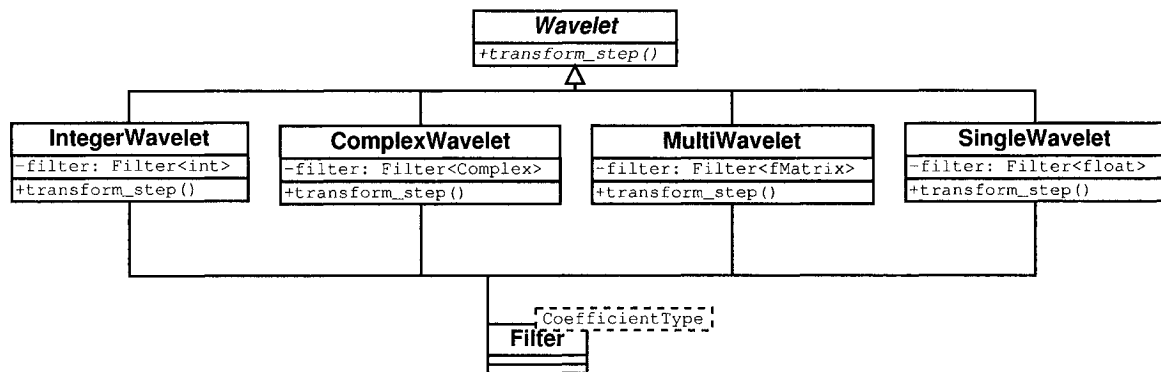 Wavelet
+transform_step()
IntegerWavelet
-filter: Filter<int>
+transform_step()
ComplexWavelet
-filter: Filter<Complex>
+transform_step()
MultiWavelet
-filter: Filter<fMatrix>
+transform_step()
SingleWavelet
-filter: Filter<float>
+transform_step()
CoefficientType
Filter